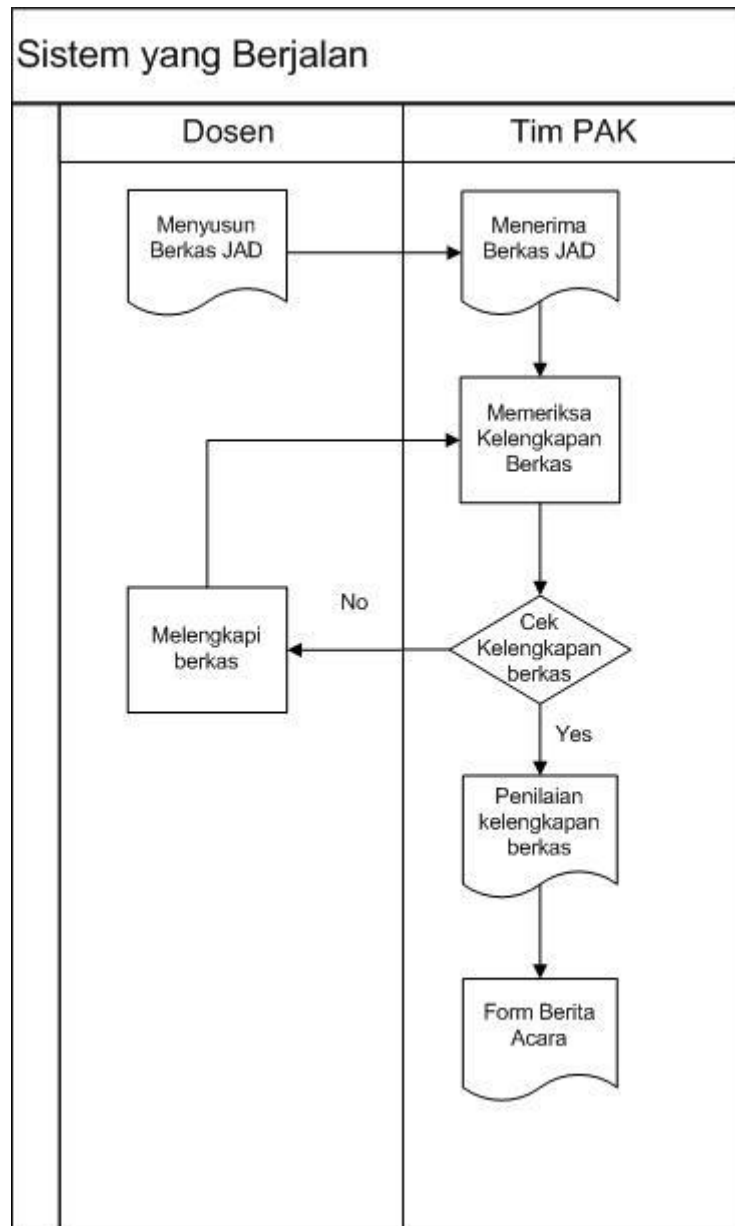 Sistem yang Berjalan
Dosen
Tim PAK
Menyusun
Berkas JAD
Menerima
Berkas JAD
Memeriksa
Kelengkapan
Berkas
No
Melengkapi
berkas
Cek
Kelengkapan
berkas
Yes
Penilaian
kelengkapan
berkas
Form Berita
Acara